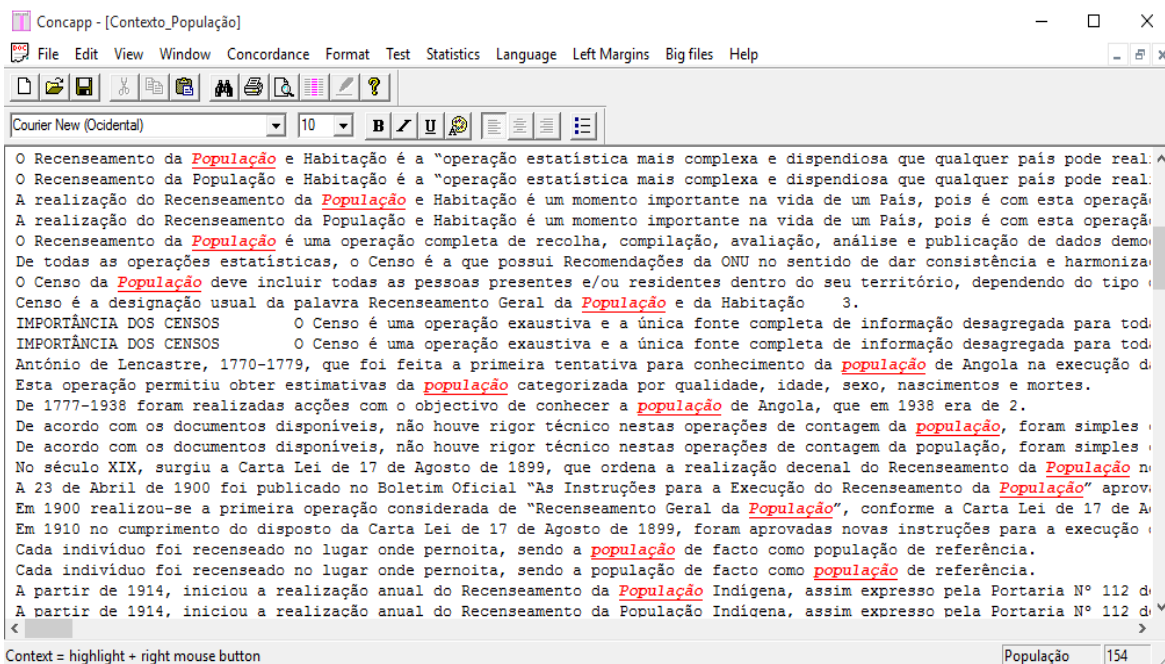 Concapp - [Contexto_População]
File Edit View Window Concordance Format Test Statistics Language Left Margins Big files Help
Courier New (Ocidental) 10 B I U
O Recenseamento da População e Habitação é a “operação estatística mais complexa e dispendiosa que qualquer país pode real
O Recenseamento da População e Habitação é a “operação estatística mais complexa e dispendiosa que qualquer país pode real
A realização do Recenseamento da População e Habitação é um momento importante na vida de um País, pois é com esta operaçã
A realização do Recenseamento da População e Habitação é um momento importante na vida de um País, pois é com esta operaçã
O Recenseamento da População é uma operação completa de recolha, compilação, avaliação, análise e publicação de dados demo
De todas as operações estatísticas, o Censo é a que possui Recomendações da ONU no sentido de dar consistência e harmoniza
O Censo da População deve incluir todas as pessoas presentes e/ou residentes dentro do seu território, dependendo do tipo
Censo é a designação usual da palavra Recenseamento Geral da População e da Habitação 3.
IMPORTÂNCIA DOS CENSOS O Censo é uma operação exaustiva e a única fonte completa de informação desagregada para tod
IMPORTÂNCIA DOS CENSOS O Censo é uma operação exaustiva e a única fonte completa de informação desagregada para tod
António de Lencastre, 1770-1779, que foi feita a primeira tentativa para conhecimento da população de Angola na execução d
Esta operação permitiu obter estimativas da população categorizada por qualidade, idade, sexo, nascimentos e mortes.
De 1777-1938 foram realizadas acções com o objectivo de conhecer a população de Angola, que em 1938 era de 2.
De acordo com os documentos disponíveis, não houve rigor técnico nestas operações de contagem da população, foram simples
De acordo com os documentos disponíveis, não houve rigor técnico nestas operações de contagem da população, foram simples
No século XIX, surgiu a Carta Lei de 17 de Agosto de 1899, que ordena a realização decenal do Recenseamento da População n
A 23 de Abril de 1900 foi publicado no Boletim Oficial “As Instruções para a Execução do Recenseamento da População” aprov
Em 1900 realizou-se a primeira operação considerada de “Recenseamento Geral da População”, conforme a Carta Lei de 17 de A
Em 1910 no cumprimento do disposto da Carta Lei de 17 de Agosto de 1899, foram aprovadas novas instruções para a execução
Cada indivíduo foi recenseado no lugar onde pernoita, sendo a população de facto como população de referência.
Cada indivíduo foi recenseado no lugar onde pernoita, sendo a população de facto como população de referência.
A partir de 1914, iniciou a realização anual do Recenseamento da População Indígena, assim expresso pela Portaria Nº 112 d
A partir de 1914, iniciou a realização anual do Recenseamento da População Indígena, assim expresso pela Portaria Nº 112 d
Context = highlight + right mouse button População 154